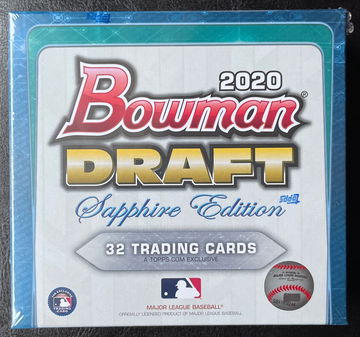 2020
Bowman
DRAFT
Sapphire Edition
topps
32 TRADING CARDS
A TOPPS.COM EXCLUSIVE
MAJOR LEAGUE BASEBALL
OFFICIALLY LICENSED PRODUCT OF MAJOR LEAGUE BASEBALL